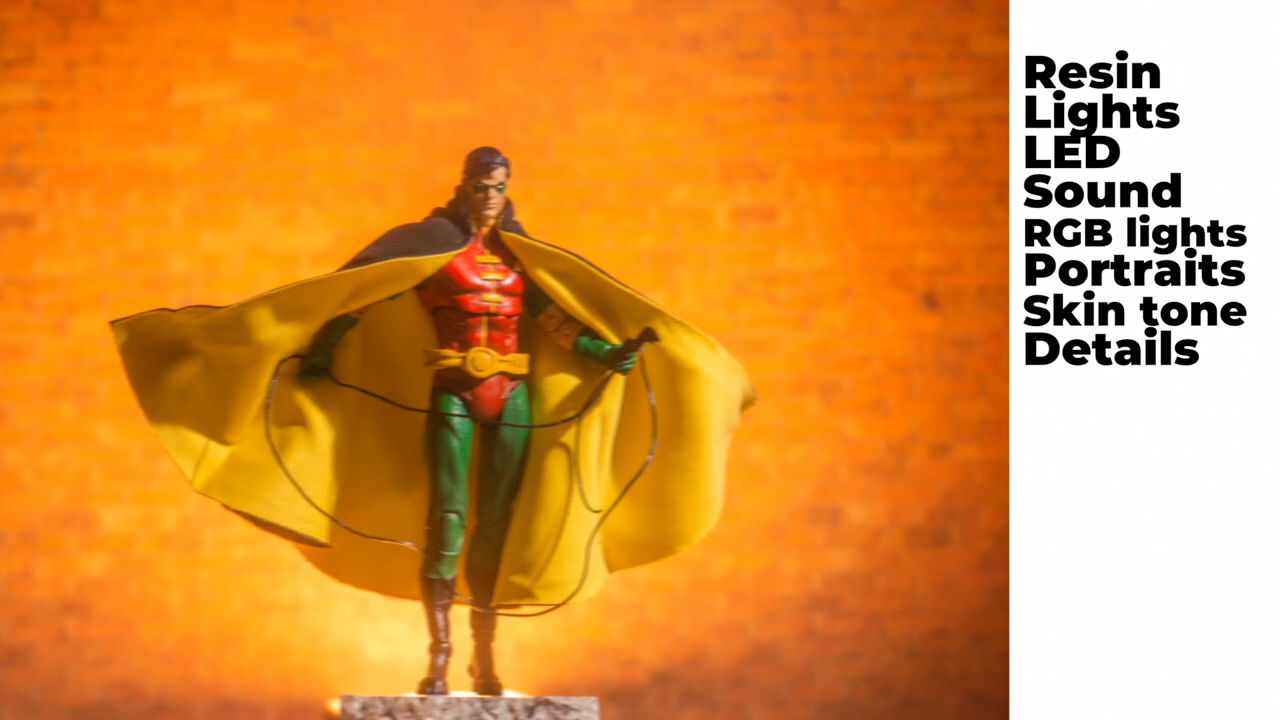 Resin
Lights
LED
Sound
RGB lights
Portraits
Skin tone
Details